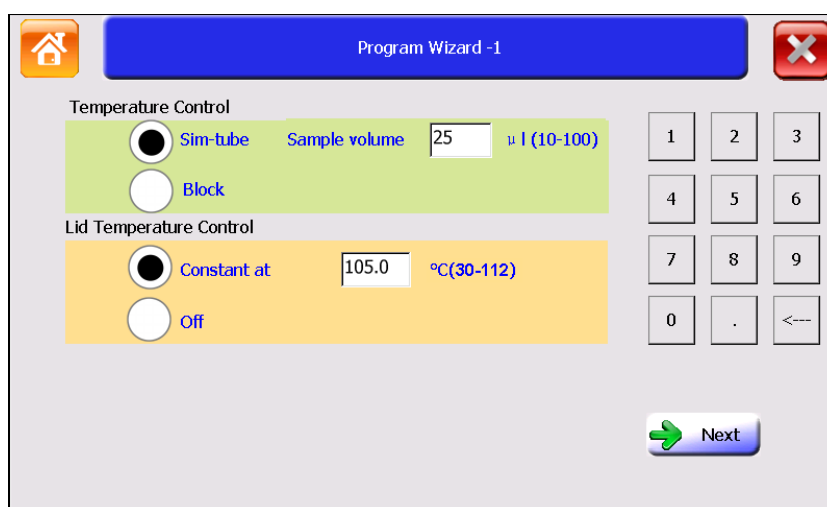 Program Wizard -1
Temperature Control
Sim-tube Sample volume 25 μl (10-100)
Block
Lid Temperature Control
Constant at 105.0 ºC(30-112)
Off
1 2 3
4 5 6
7 8 9
0 . <---
Next